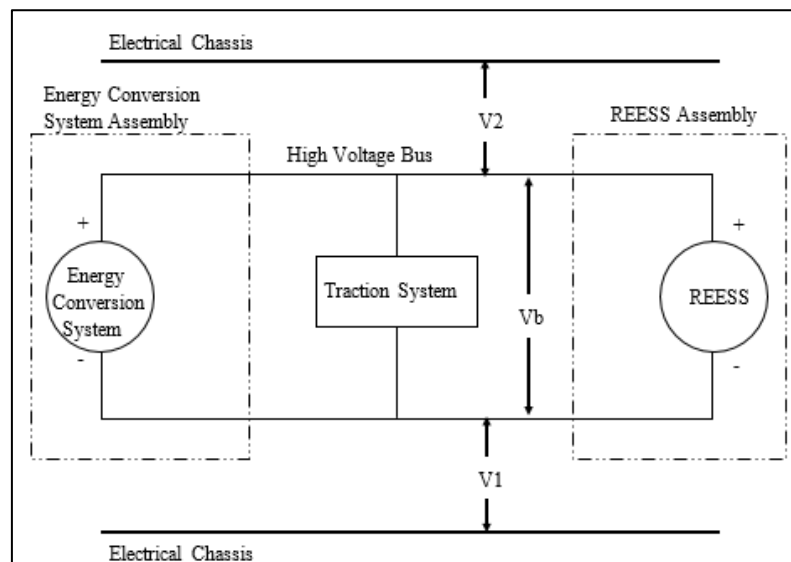 Electrical Chassis
Energy Conversion
System Assembly
V2
REESS Assembly
High Voltage Bus
+
+
Energy
Conversion
System
Traction System
Vb
REESS
-
-
V1
Electrical Chassis